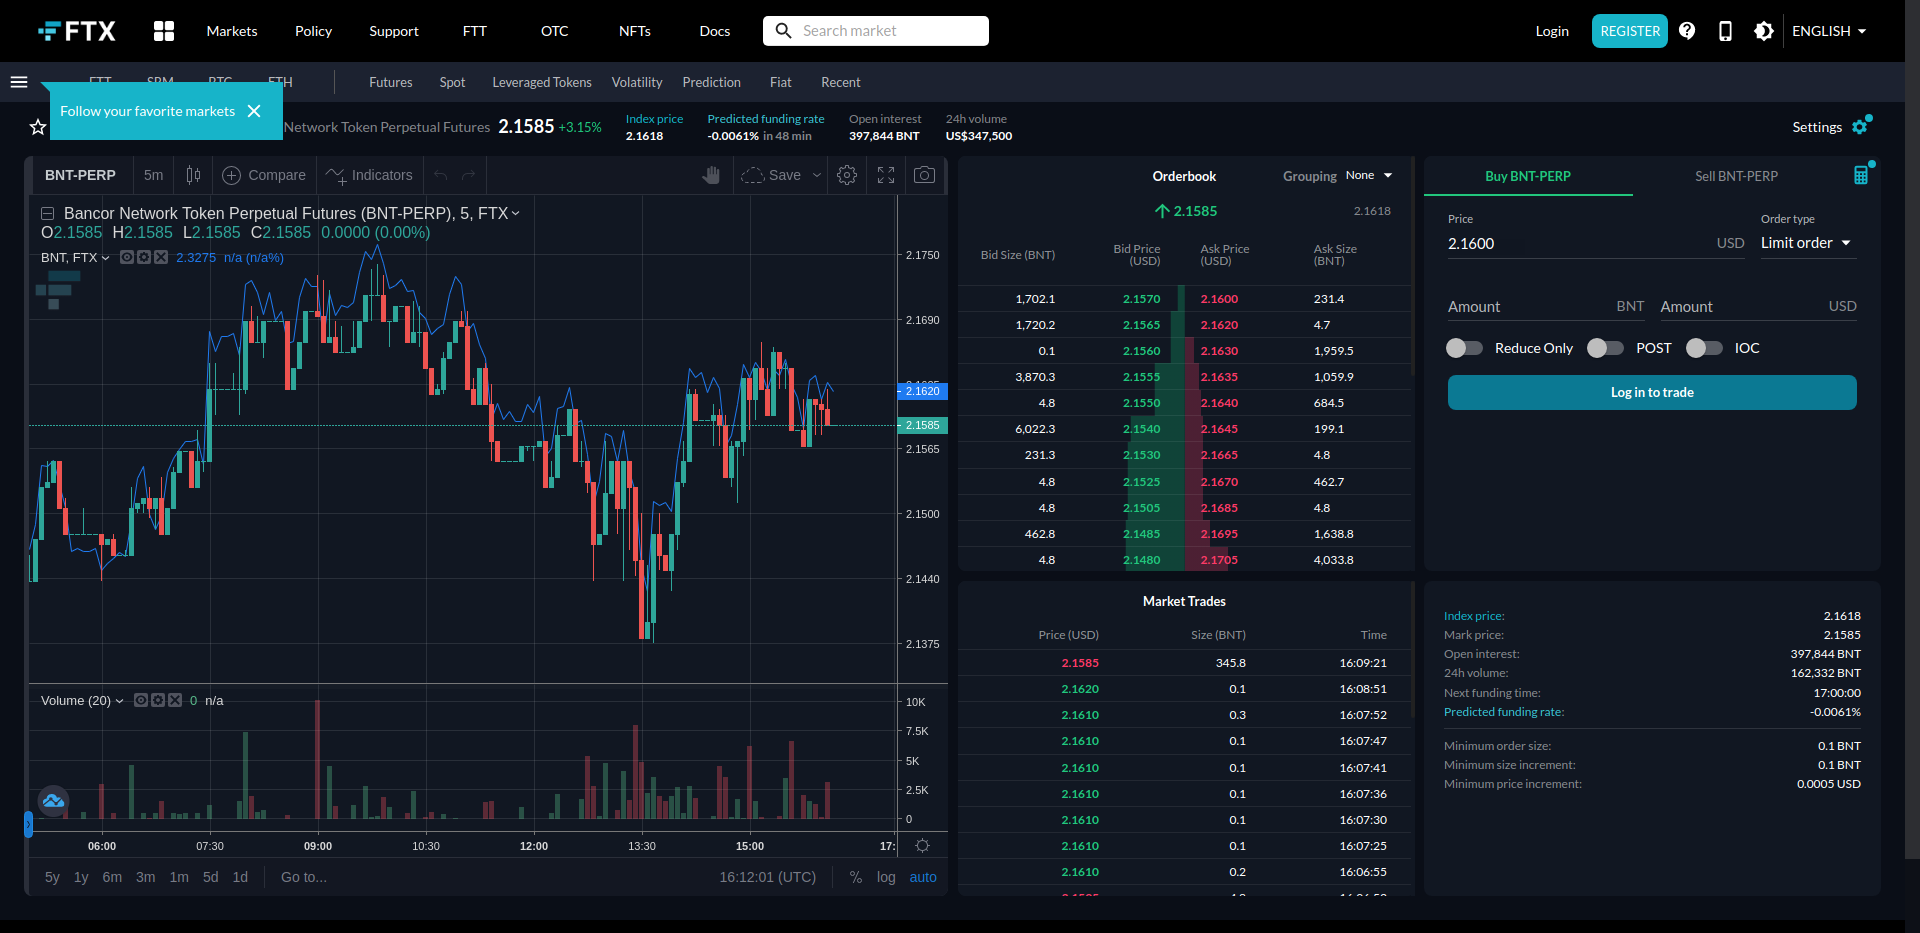 FTX Markets Policy Support FTT OTC NFTs Docs Search market Login REGISTER ENGLISH
FTT SRM BTC ETH Futures Spot Leveraged Tokens Volatility Prediction Fiat Recent
Follow your favorite markets
Network Token Perpetual Futures 2.1585 +3.15%
Index price
2.1618
Predicted funding rate
-0.0061% in 48 min
Open interest
397,844 BNT
24h volume
US$347,500
Settings
BNT-PERP 5m Compare Indicators Save
Bancor Network Token Perpetual Futures (BNT-PERP), 5, FTX
O2.1585 H2.1585 L2.1585 C2.1585 0.0000 (0.00%)
BNT, FTX 2.3275 n/a (n/a%)
2.1750
2.1690
2.1620
2.1585
2.1565
2.1500
2.1440
2.1375
Volume (20) 0 n/a
10K
7.5K
5K
2.5K
0
06:00 07:30 09:00 10:30 12:00 13:30 15:00 17:
5y 1y 6m 3m 1m 5d 1d Go to... 16:12:01 (UTC) % log auto
Orderbook Grouping None
2.1585 2.1618
Bid Size (BNT) Bid Price (USD) Ask Price (USD) Ask Size (BNT)
1,702.1 2.1570 2.1600 231.4
1,720.2 2.1565 2.1620 4.7
0.1 2.1560 2.1630 1,959.5
3,870.3 2.1555 2.1635 1,059.9
4.8 2.1550 2.1640 684.5
6,022.3 2.1540 2.1645 199.1
231.3 2.1530 2.1665 4.8
4.8 2.1525 2.1670 462.7
4.8 2.1505 2.1685 4.8
462.8 2.1485 2.1695 1,638.8
4.8 2.1480 2.1705 4,033.8
Market Trades
Price (USD) Size (BNT) Time
2.1585 345.8 16:09:21
2.1620 0.1 16:08:51
2.1610 0.3 16:07:52
2.1610 0.1 16:07:47
2.1610 0.1 16:07:41
2.1610 0.1 16:07:36
2.1610 0.1 16:07:30
2.1610 0.1 16:07:25
2.1610 0.2 16:06:55
Buy BNT-PERP Sell BNT-PERP
Price Order type
2.1600 USD Limit order
Amount BNT Amount USD
Reduce Only POST IOC
Log in to trade
Index price: 2.1618
Mark price: 2.1585
Open interest: 397,844 BNT
24h volume: 162,332 BNT
Next funding time: 17:00:00
Predicted funding rate: -0.0061%
Minimum order size: 0.1 BNT
Minimum size increment: 0.1 BNT
Minimum price increment: 0.0005 USD